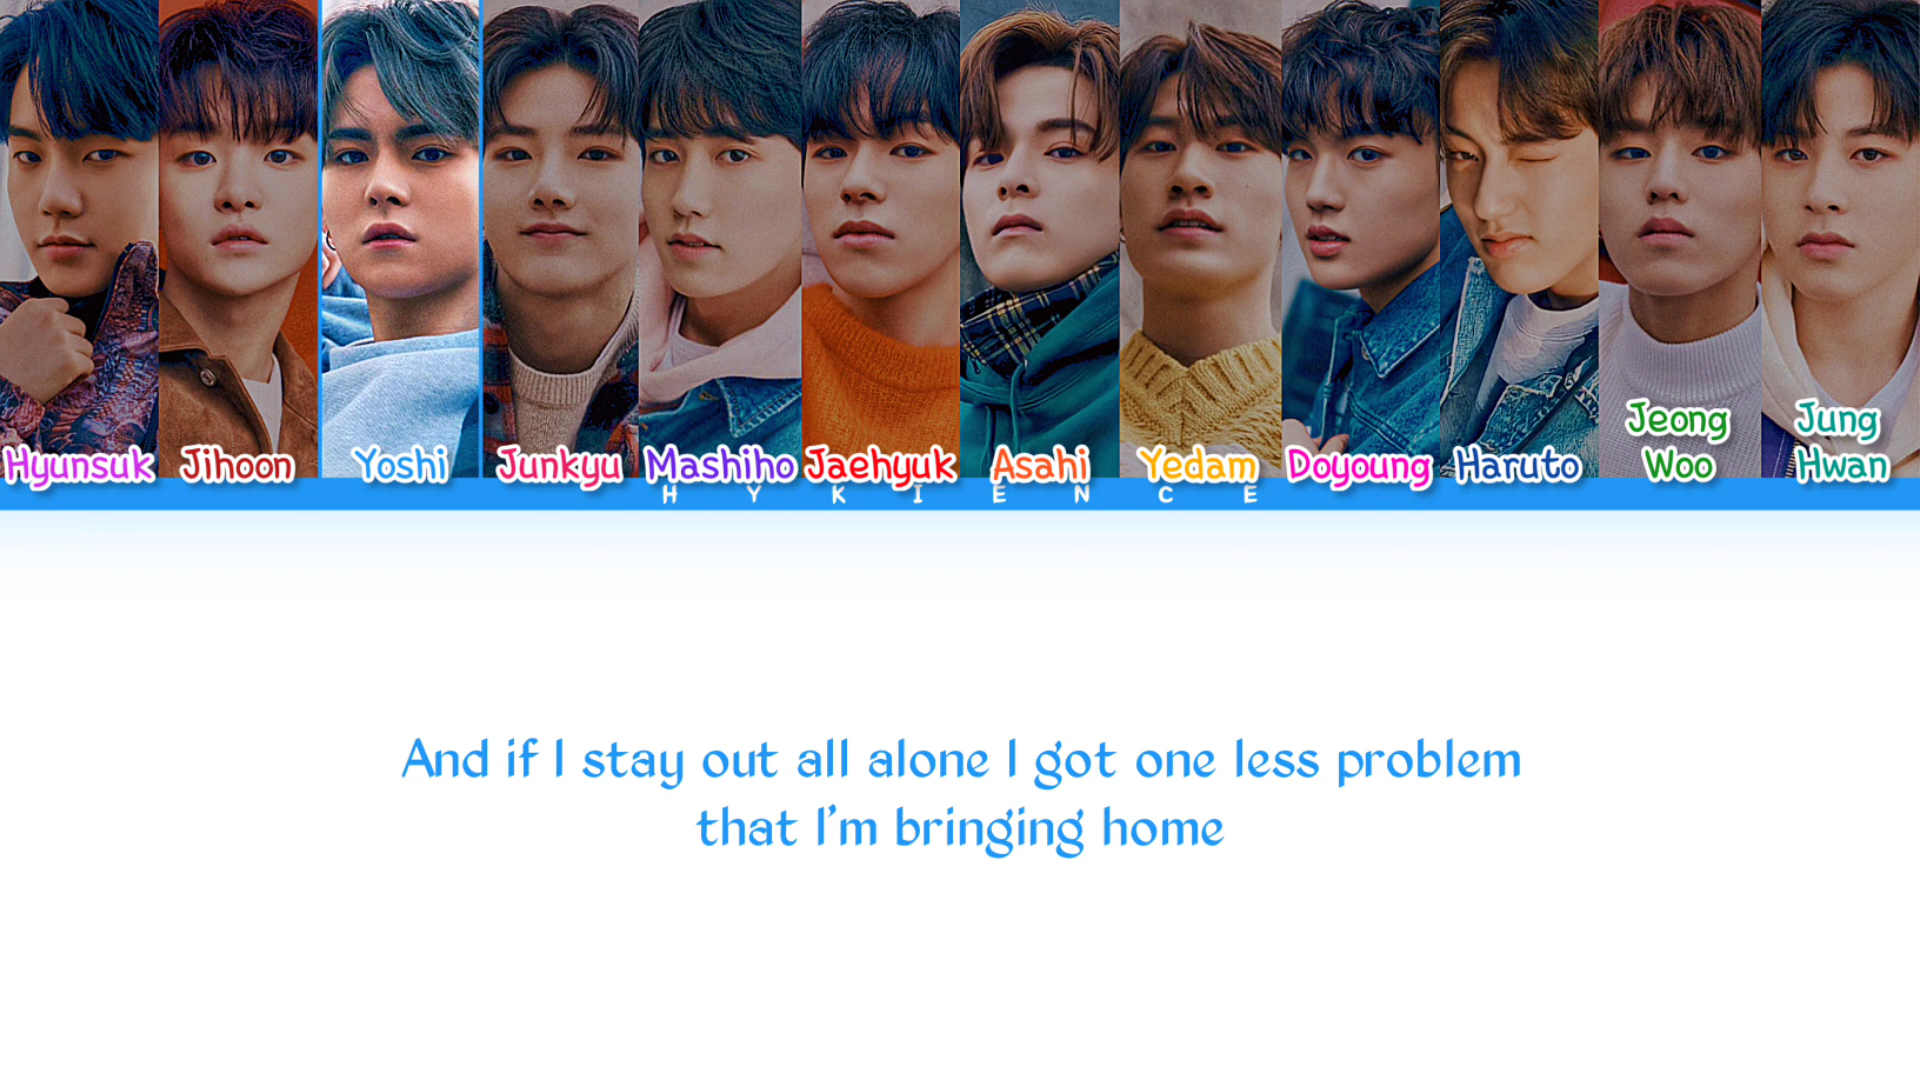 Hyunsuk Jihoon Yoshi Junkyu Mashiho Jaehyuk Asahi Yedam Doyoung Haruto Jeong Woo Jung Hwan
HYKIENCE
And if I stay out all alone I got one less problem
that I'm bringing home